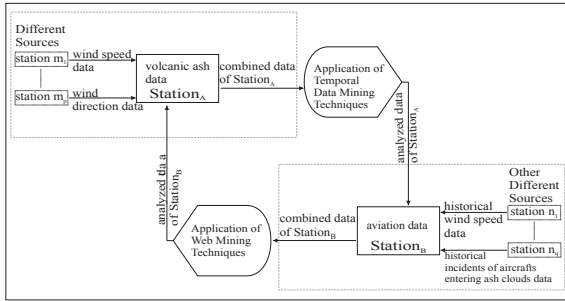 Different
Sources
station m1
wind speed
data
station mp
wind
direction data
volcanic ash
data
StationA
combined data
of StationA
Application of
Temporal
Data Mining
Techniques
analyzed data
of StationA
Other
Different
Sources
station n1
historical
wind speed
data
station nq
historical
incidents of aircrafts
entering ash clouds data
aviation data
StationB
combined data
of StationB
Application of
Web Mining
Techniques
analyzed da a
of StationB